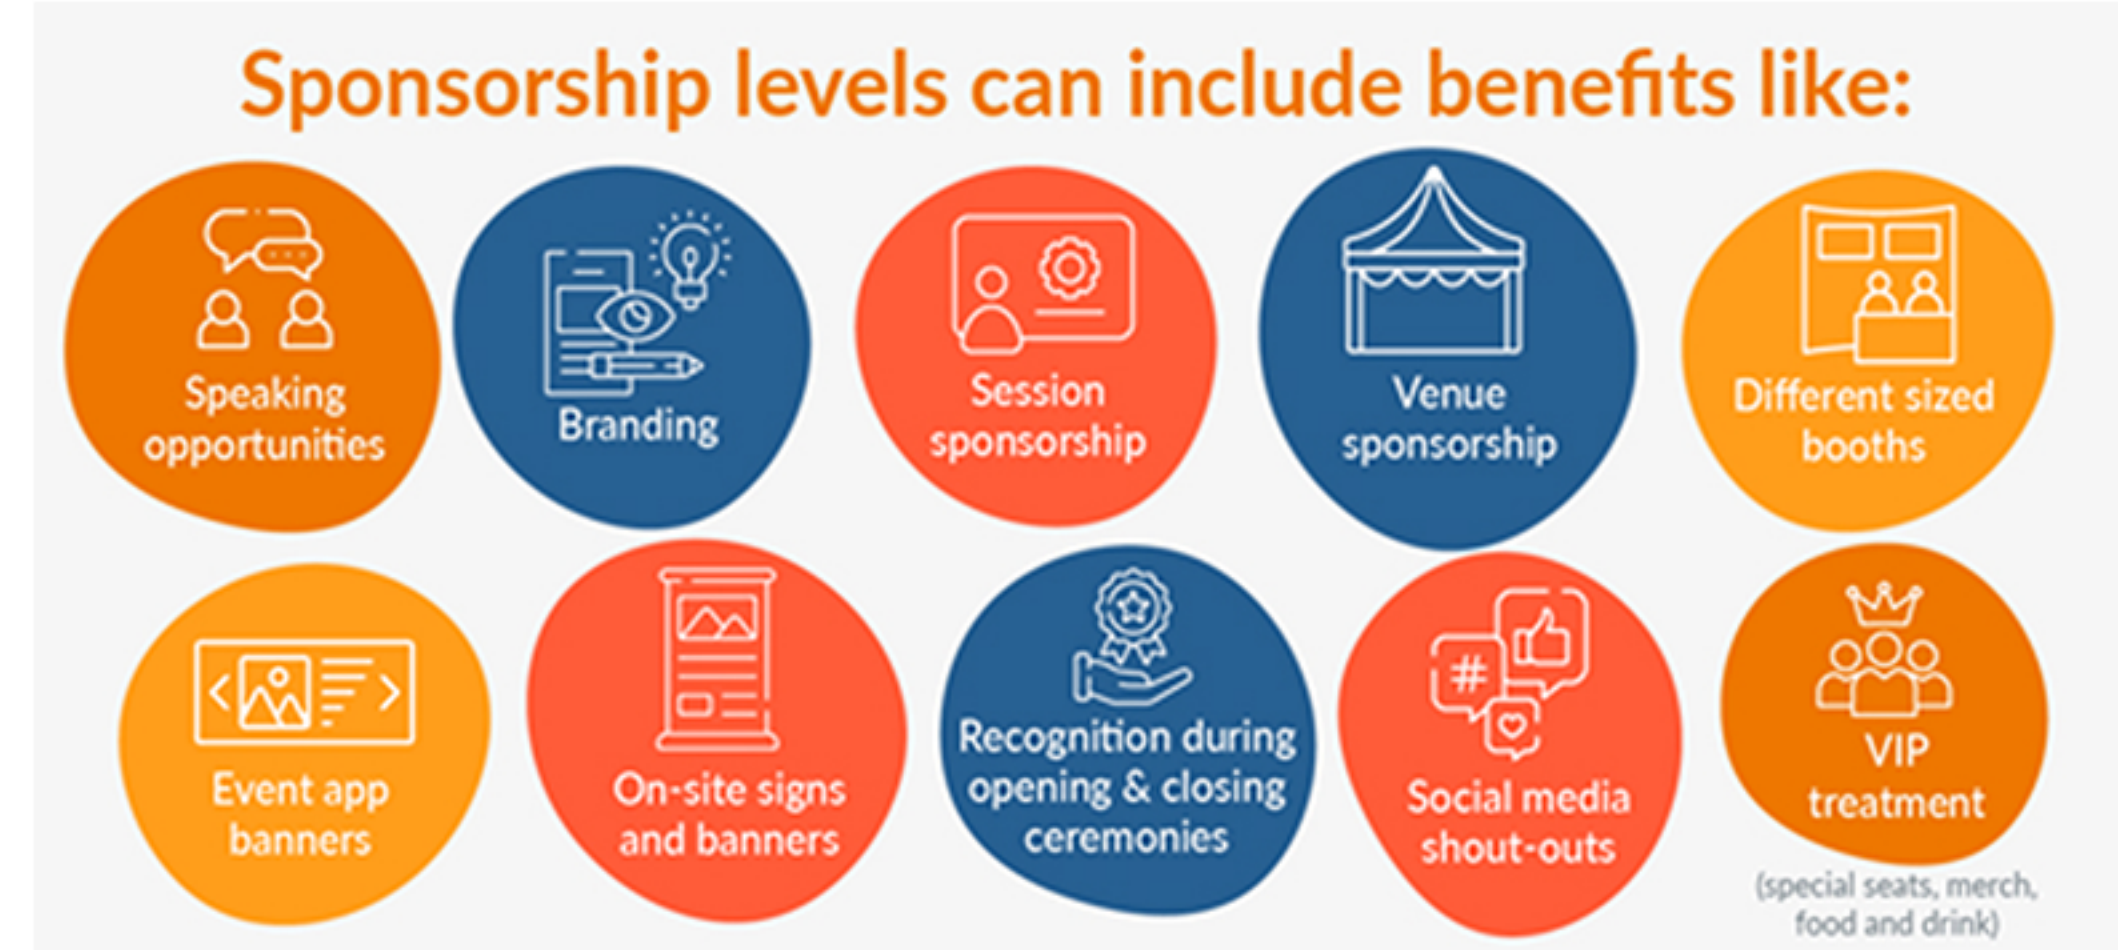 Sponsorship levels can include benefits like:
Speaking
opportunities
Branding
Session
sponsorship
Venue
sponsorship
Different sized
booths
Event app
banners
On-site signs
and banners
Recognition during
opening & closing
ceremonies
#
Social media
shout-outs
VIP
treatment
(special seats, merch,
food and drink)